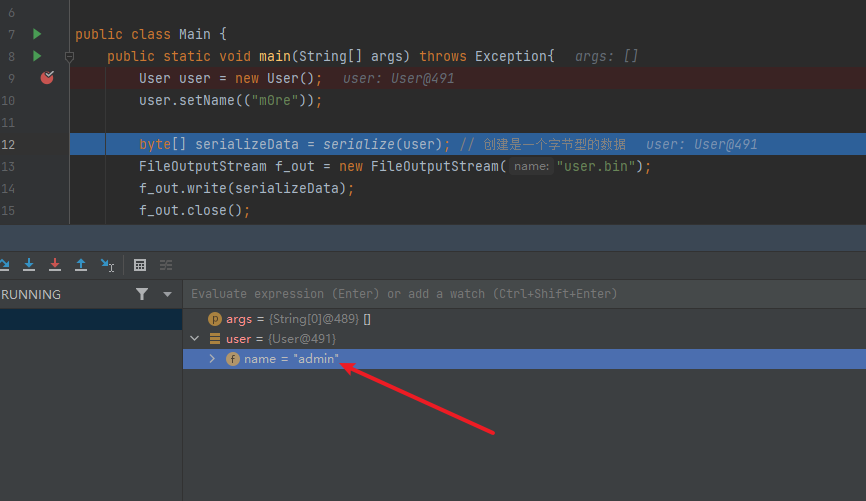 6
7 public class Main {
8 public static void main(String[] args) throws Exception{ args: []
9 User user = new User(); user: User@491
10 user.setName(("m0re"));
11
12 byte[] serializeData = serialize(user); // 创建是一个字节型的数据 user: User@491
13 FileOutputStream f_out = new FileOutputStream( name: "user.bin");
14 f_out.write(serializeData);
15 f_out.close();
RUNNING
Evaluate expression (Enter) or add a watch (Ctrl+Shift+Enter)
p args = {String[0]@489} []
user = {User@491}
f name = "admin"